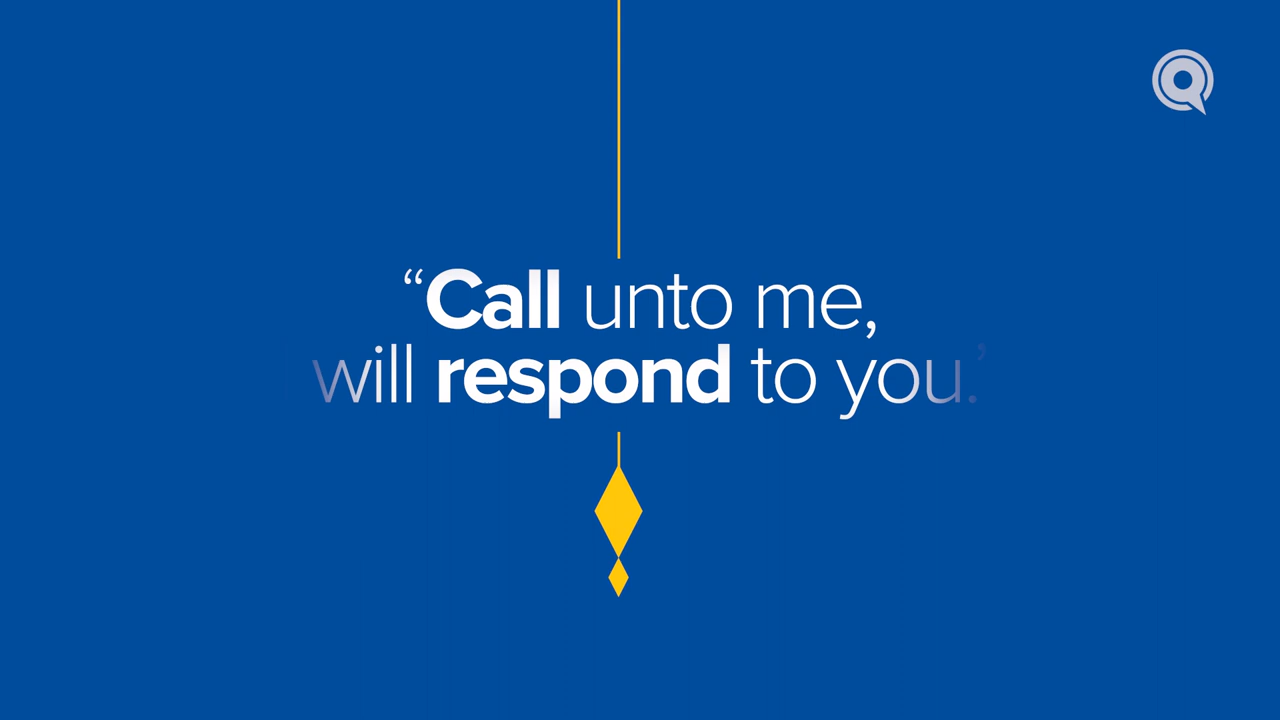 “Call unto me,
will respond to you.’